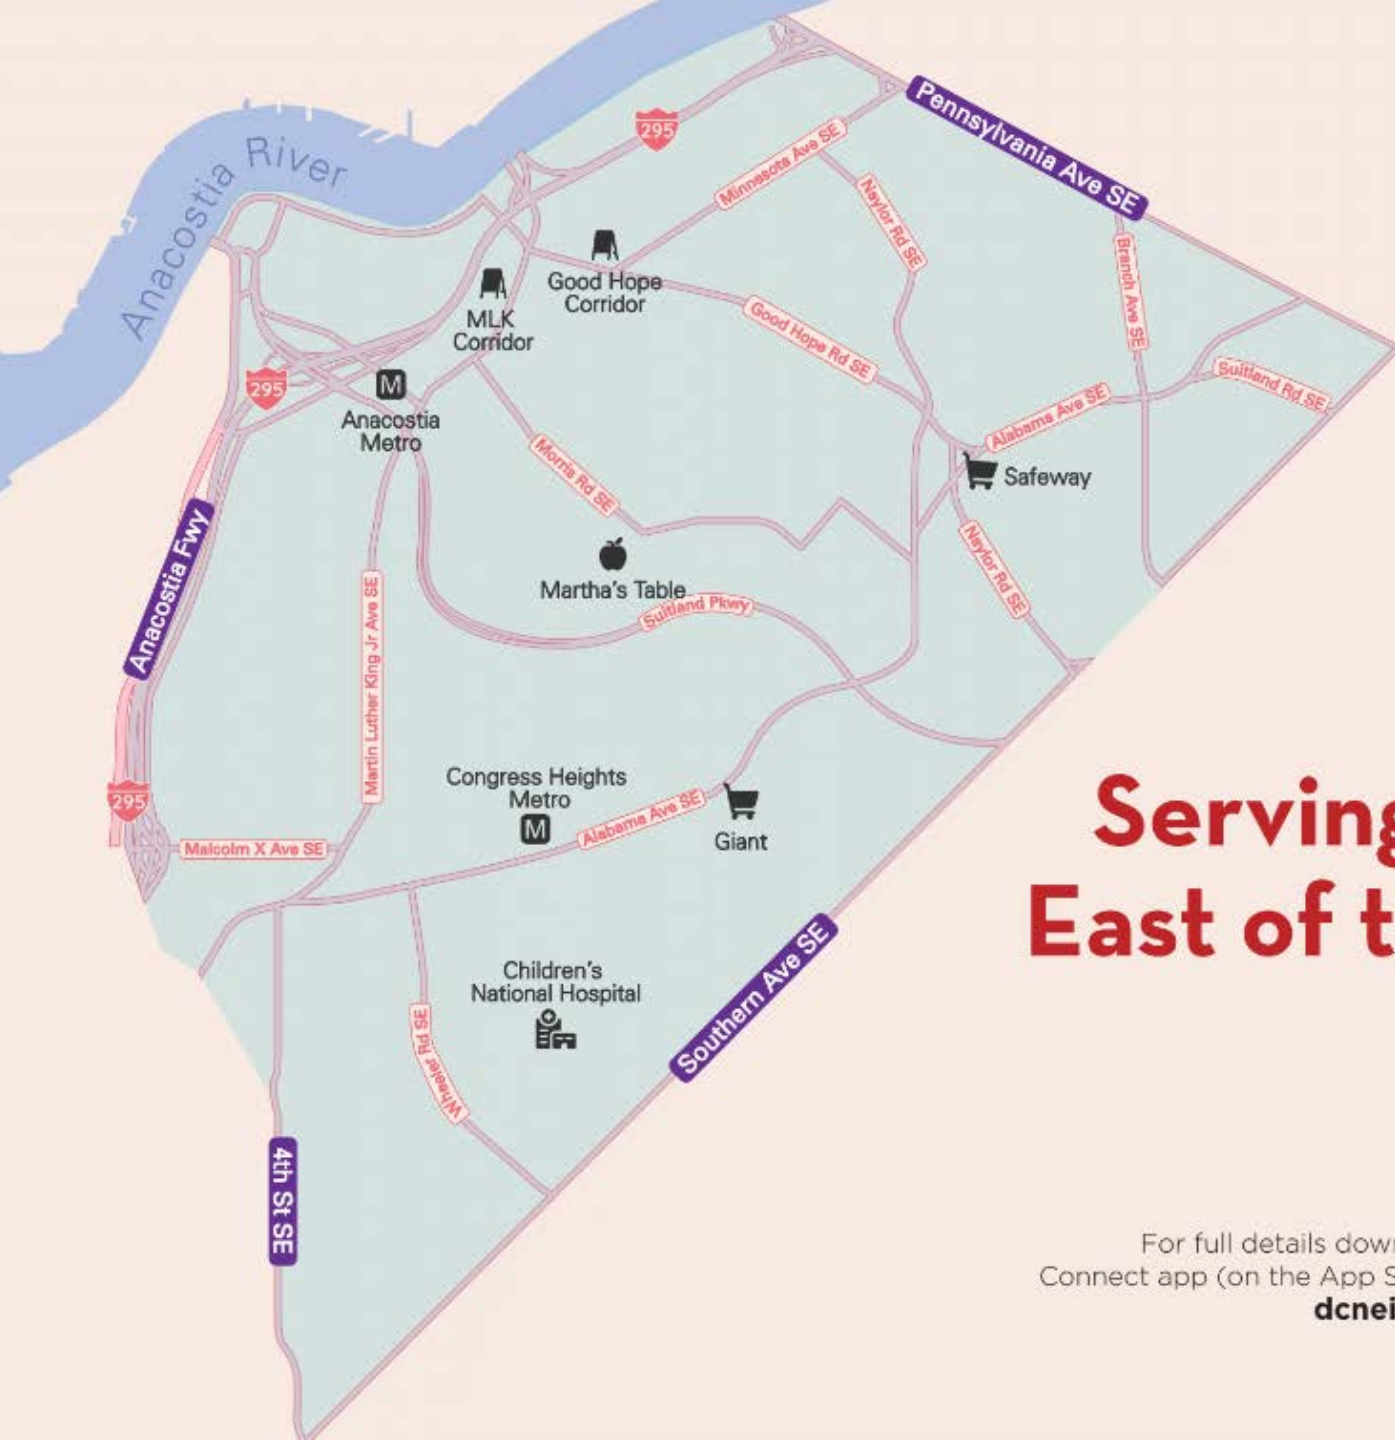 Pennsylvania Ave SE
295
Minnesota Ave SE
Anacostia River
Naylor Rd SE
Branch Ave SE
Good Hope
Corridor
MLK
Corridor
Good Hope Rd SE
Suitland Rd SE
295
M
Anacostia
Metro
Alabama Ave SE
Morris Rd SE
Safeway
Anacostia Fwy
Naylor Rd SE
Martha's Table
Suitland Pkwy
Martin Luther King Jr Ave SE
Congress Heights
Metro
M
Alabama Ave SE
Giant
295
Malcolm X Ave SE
Serving
East of t
Children's
National Hospital
Southern Ave SE
Wheeler Rd SE
4th St SE
For full details dow
Connect app (on the App S
dcnei